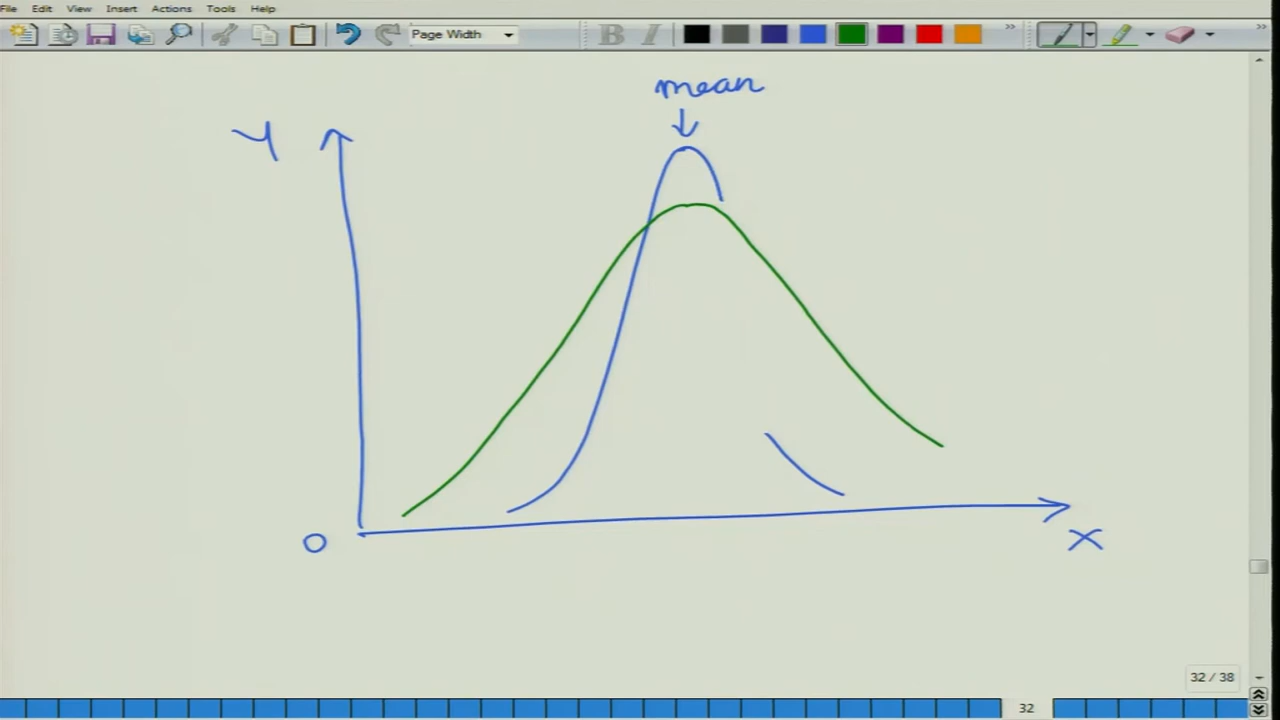 File Edit View Insert Actions Tools Help
Page Width
B I
mean
Y
O
X
32 / 38
32